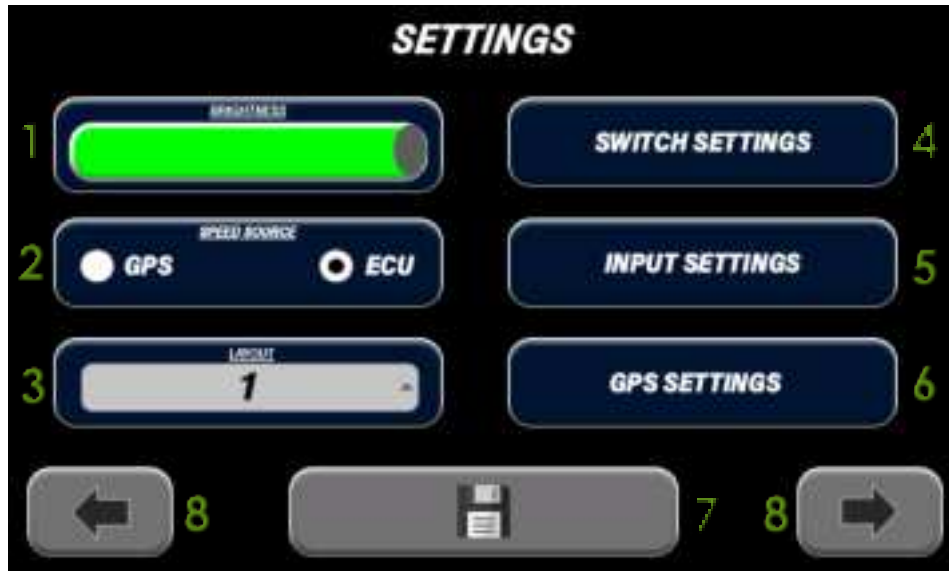 SETTINGS
1
BRIGHTNESS
SWITCH SETTINGS
4
2
SPEED SOURCE
GPS
ECU
INPUT SETTINGS
5
3
LAYOUT
1
GPS SETTINGS
6
8
7
8